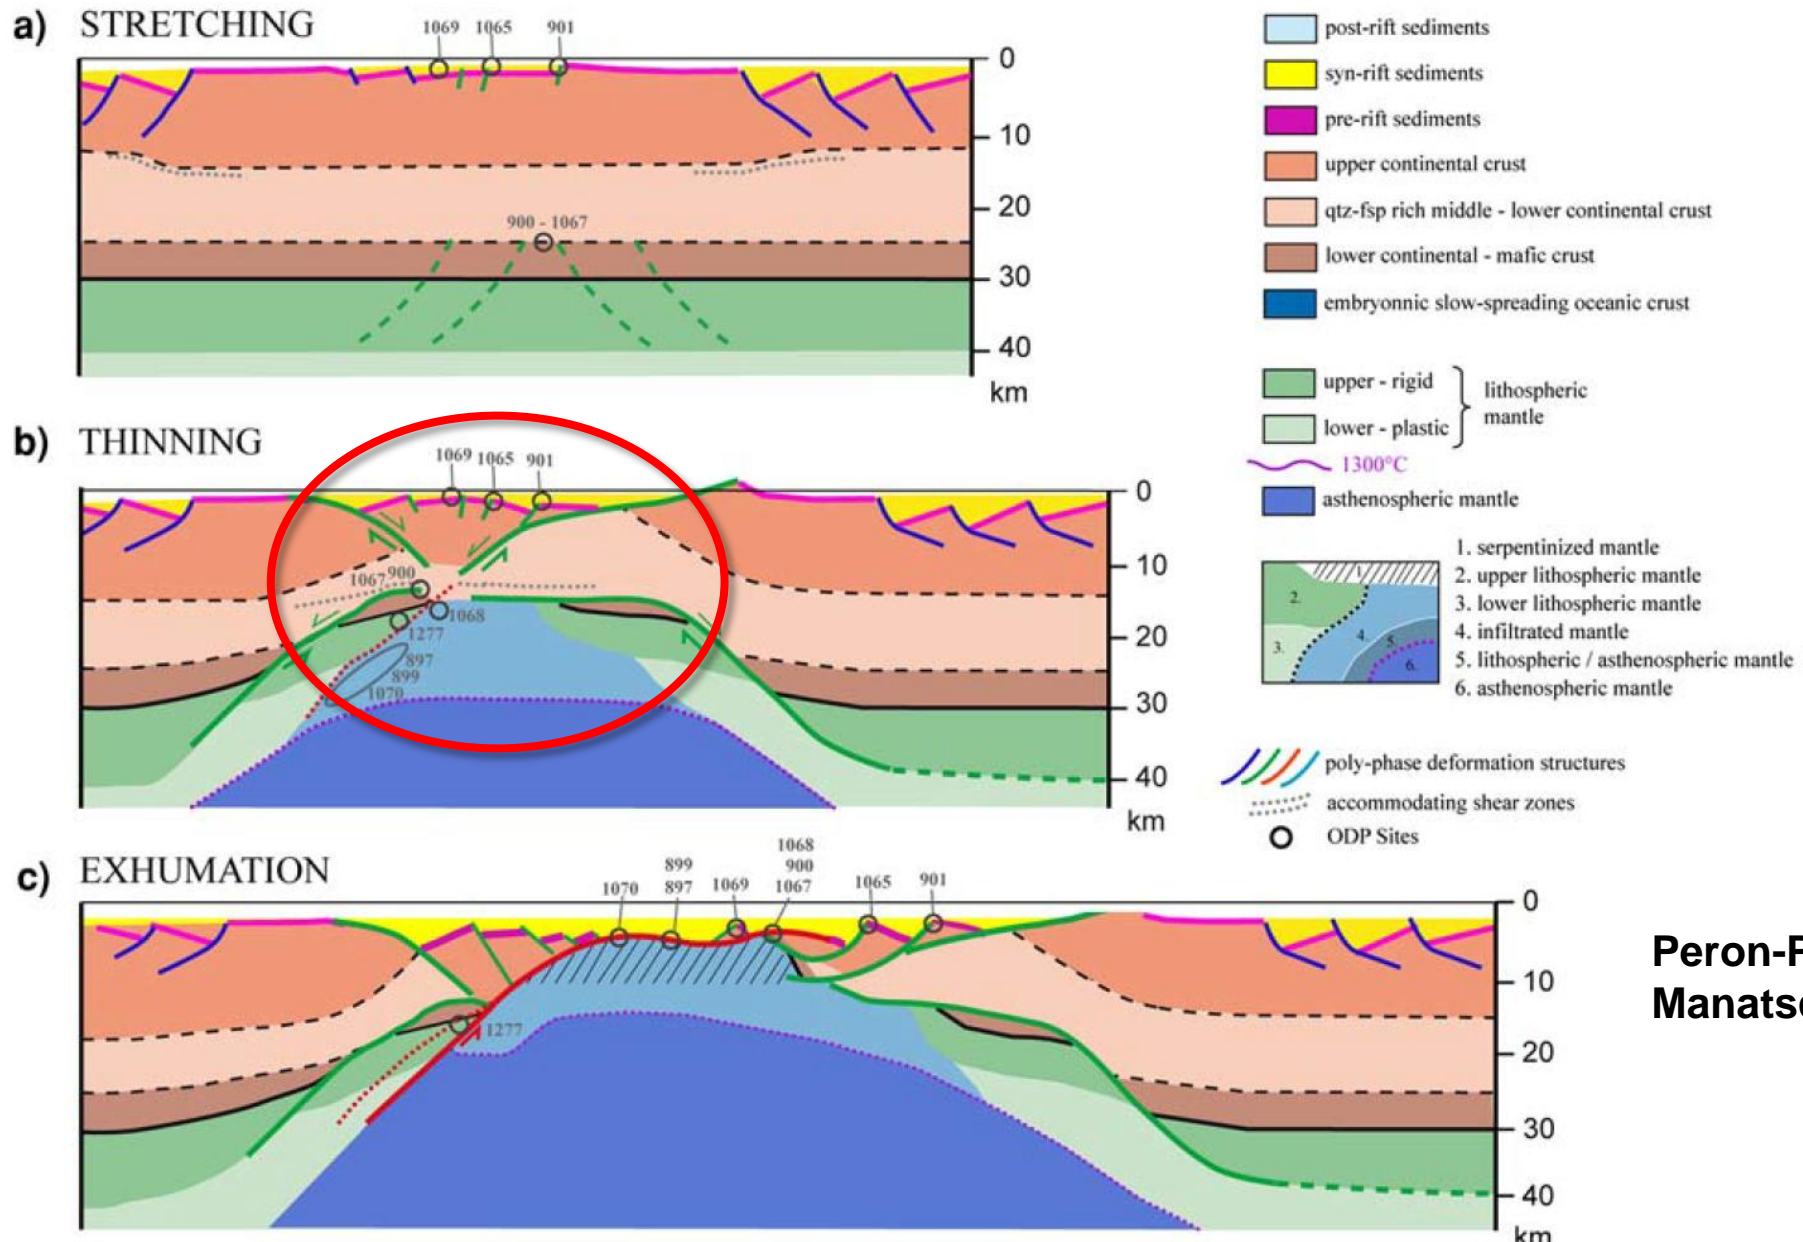 a) STRETCHING
1069 1065 901
0
10
20
900 - 1067
30
40
km
b) THINNING
1069 1065 901
0
10
1067 900
1068
1277
20
897
899
1070
30
40
km
c) EXHUMATION
1068
899 900
1070 897 1069 1067 1065 901
0
10
1277
20
30
40
km
post-rift sediments
syn-rift sediments
pre-rift sediments
upper continental crust
qtz-fsp rich middle - lower continental crust
lower continental - mafic crust
embryonnic slow-spreading oceanic crust
upper - rigid
lower - plastic
lithospheric
mantle
1300°C
asthenospheric mantle
1
2.
3.
4.
5.
6.
1. serpentinized mantle
2. upper lithospheric mantle
3. lower lithospheric mantle
4. infiltrated mantle
5. lithospheric / asthenospheric mantle
6. asthenospheric mantle
poly-phase deformation structures
accommodating shear zones
ODP Sites